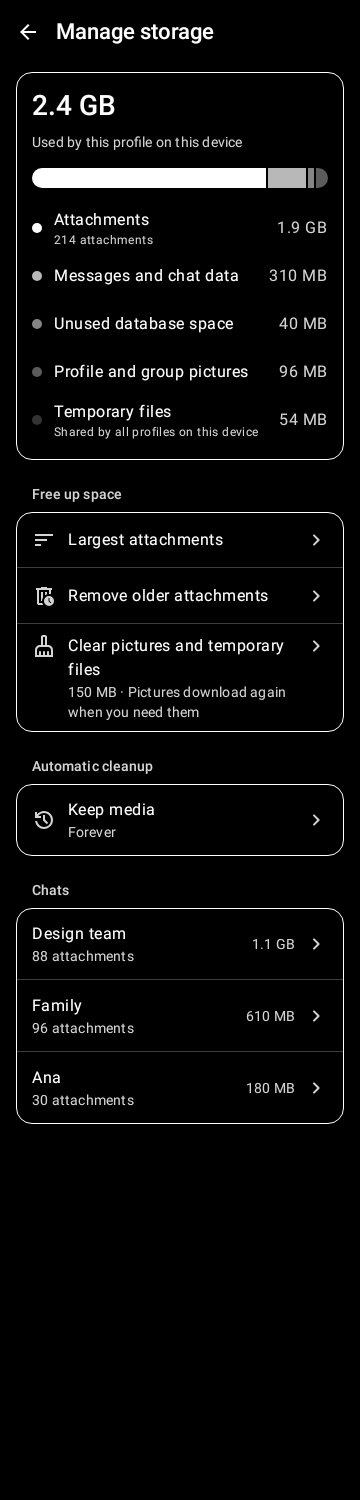 Manage storage
2.4 GB
Used by this profile on this device
Attachments
214 attachments
1.9 GB
Messages and chat data
310 MB
Unused database space
40 MB
Profile and group pictures
96 MB
Temporary files
Shared by all profiles on this device
54 MB
Free up space
Largest attachments
Remove older attachments
Clear pictures and temporary
files
150 MB · Pictures download again
when you need them
Automatic cleanup
Keep media
Forever
Chats
Design team
88 attachments
1.1 GB
Family
96 attachments
610 MB
Ana
30 attachments
180 MB